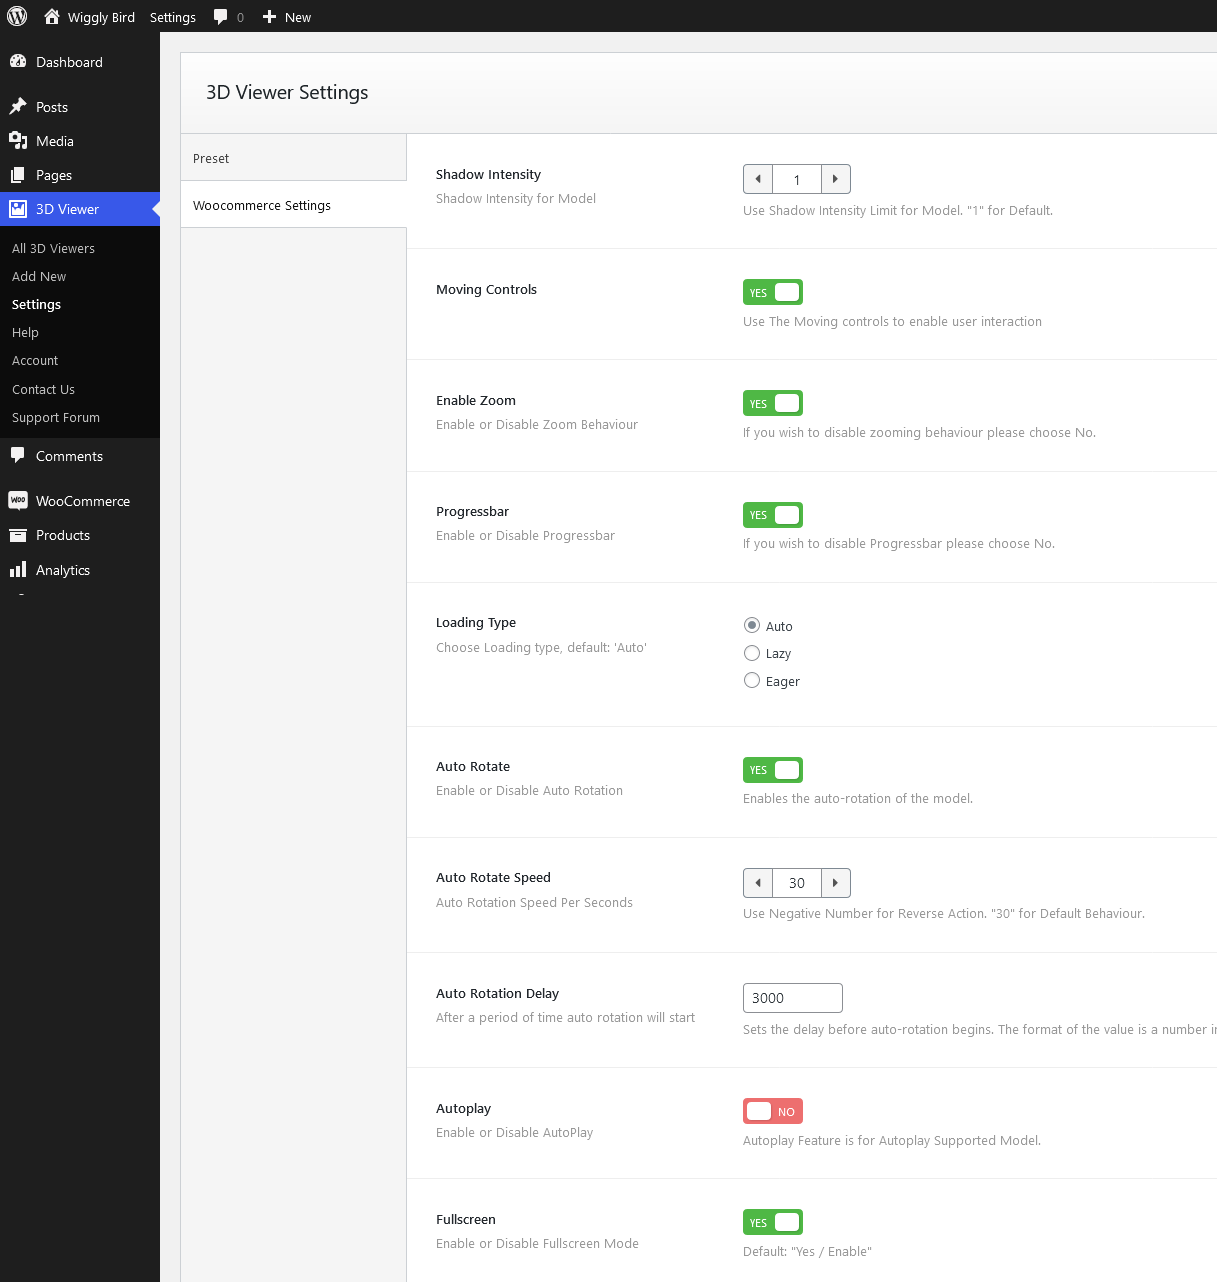 Wiggly Bird Settings 0 New
Dashboard
Posts
Media
Pages
3D Viewer
All 3D Viewers
Add New
Settings
Help
Account
Contact Us
Support Forum
Comments
WooCommerce
Products
Analytics
3D Viewer Settings
Preset
Woocommerce Settings
Shadow Intensity
Shadow Intensity for Model
1
Use Shadow Intensity Limit for Model. "1" for Default.
Moving Controls
YES
Use The Moving controls to enable user interaction
Enable Zoom
Enable or Disable Zoom Behaviour
YES
If you wish to disable zooming behaviour please choose No.
Progressbar
Enable or Disable Progressbar
YES
If you wish to disable Progressbar please choose No.
Loading Type
Choose Loading type, default: 'Auto'
Auto
Lazy
Eager
Auto Rotate
Enable or Disable Auto Rotation
YES
Enables the auto-rotation of the model.
Auto Rotate Speed
Auto Rotation Speed Per Seconds
30
Use Negative Number for Reverse Action. "30" for Default Behaviour.
Auto Rotation Delay
After a period of time auto rotation will start
3000
Sets the delay before auto-rotation begins. The format of the value is a number
Autoplay
Enable or Disable AutoPlay
NO
Autoplay Feature is for Autoplay Supported Model.
Fullscreen
Enable or Disable Fullscreen Mode
YES
Default: "Yes / Enable"